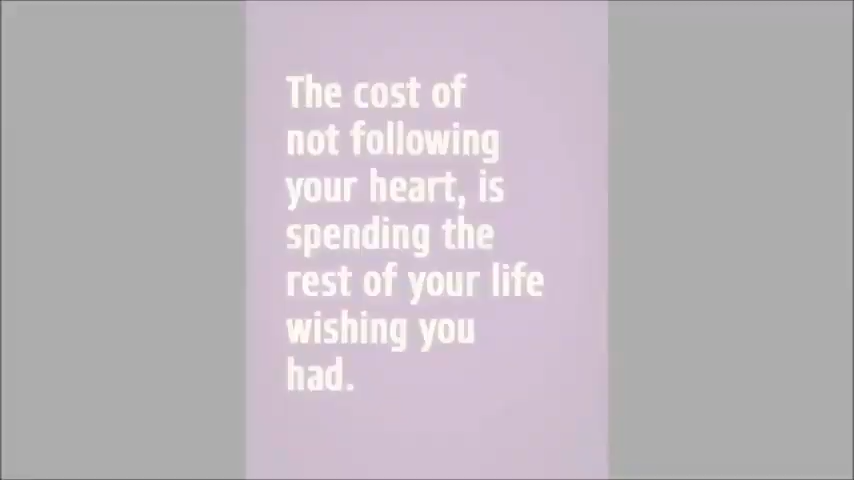 The cost of
not following
your heart, is
spending the
rest of your life
wishing you
had.